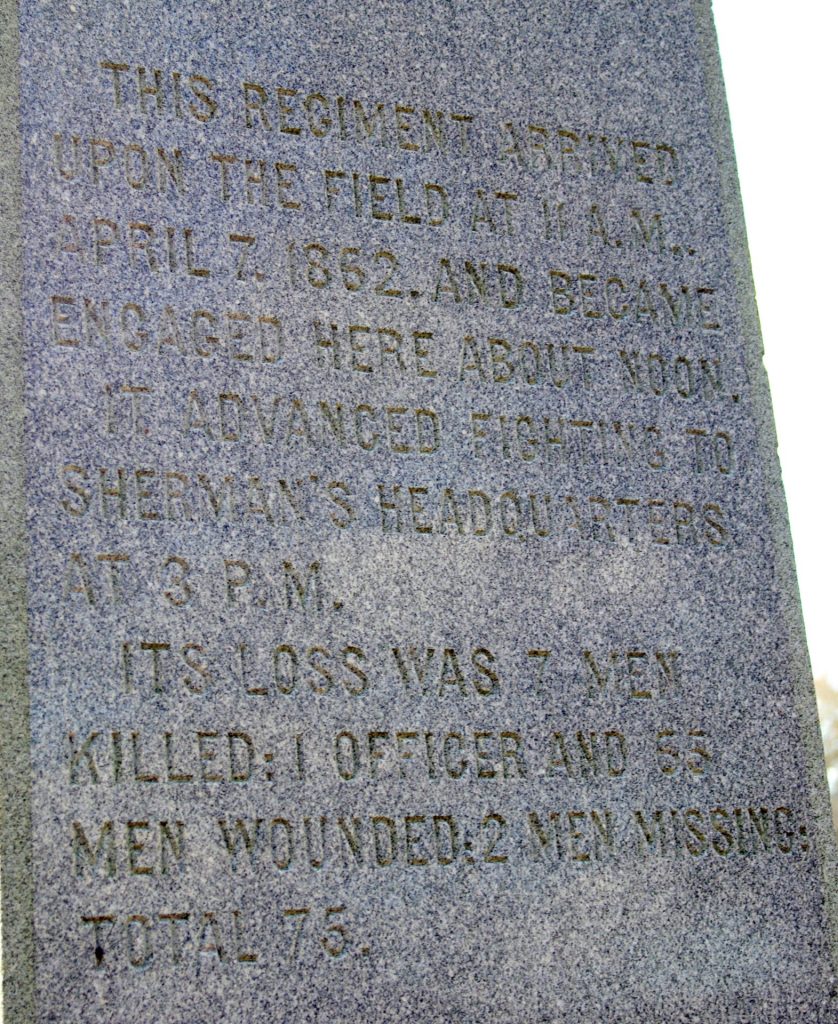 THIS REGIMENT ARRIVED
UPON THE FIELD AT 11 A.M.,
APRIL 7, 1862, AND BECAME
ENGAGED HERE ABOUT NOON.
IT ADVANCED FIGHTING TO
SHERMAN'S HEADQUARTERS
AT 3 P.M.
ITS LOSS WAS 7 MEN
KILLED; 1 OFFICER AND 65
MEN WOUNDED; 2 MEN MISSING;
TOTAL 75.